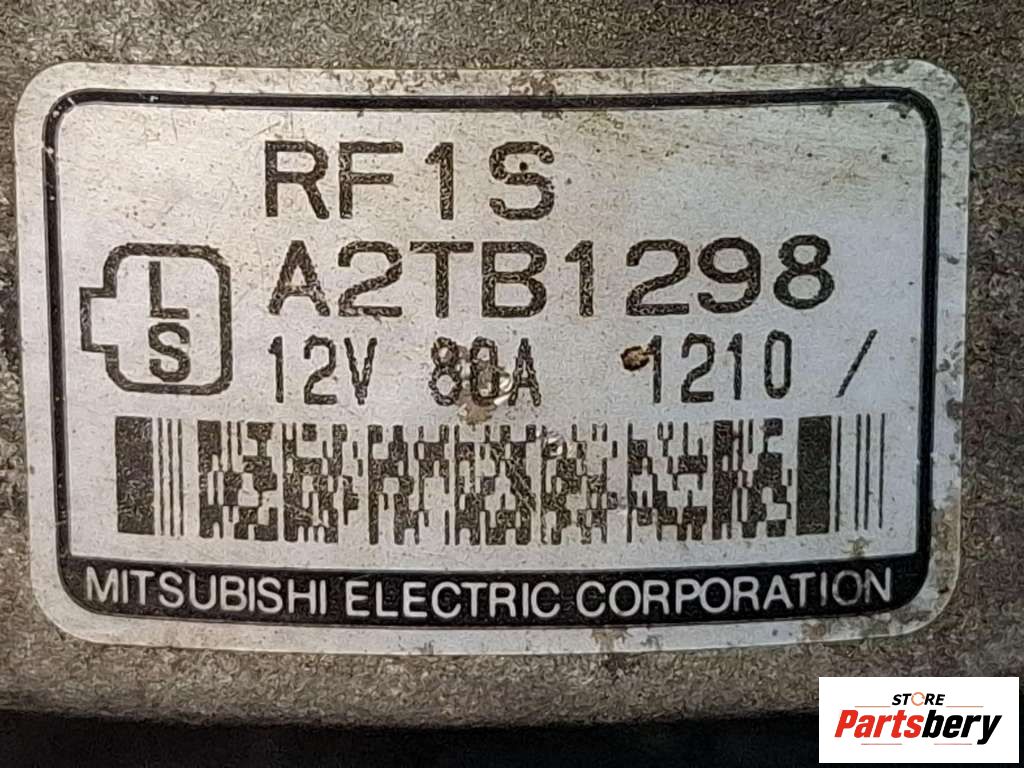 RF1S
A2TB1298
L
S
12V 80A 1210 /
MITSUBISHI ELECTRIC CORPORATION
STORE
Partsbery